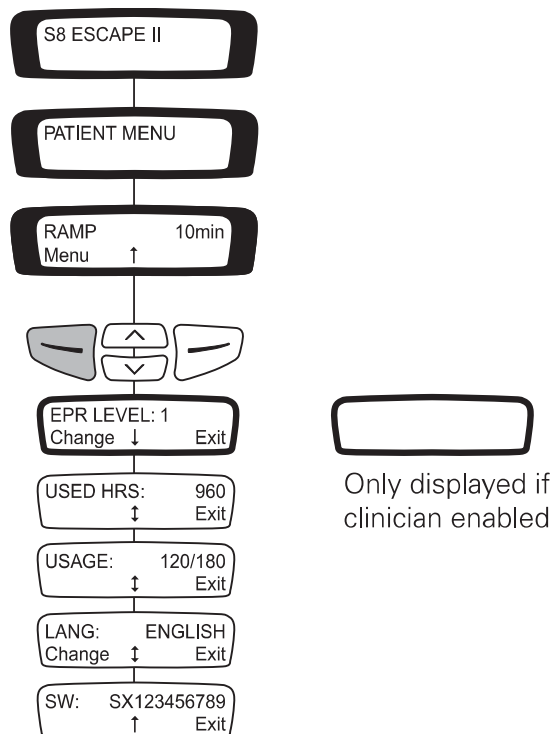 S8 ESCAPE II
PATIENT MENU
RAMP 10min
Menu ↑
EPR LEVEL: 1
Change ↓ Exit
USED HRS: 960
↕ Exit
USAGE: 120/180
↕ Exit
LANG: ENGLISH
Change ↕ Exit
SW: SX123456789
↑ Exit
Only displayed if
clinician enabled